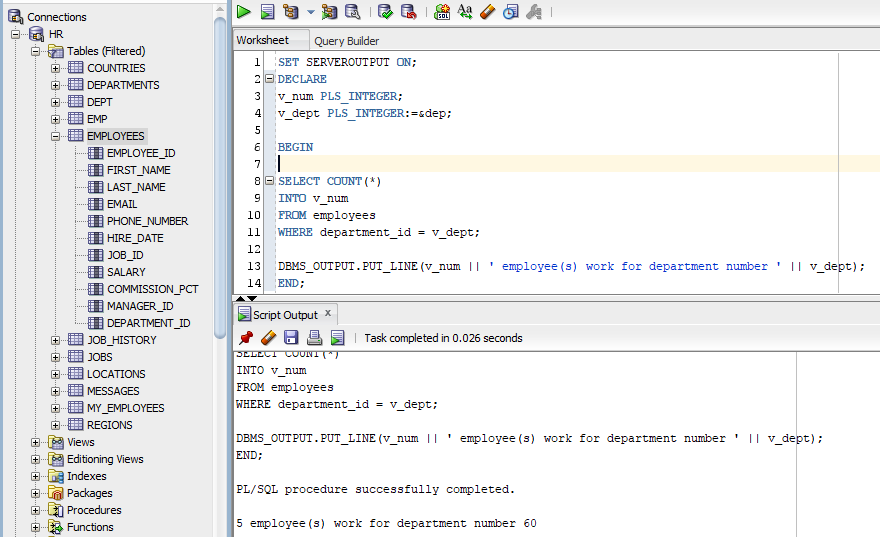 Connections
HR
Tables (Filtered)
COUNTRIES
DEPARTMENTS
DEPT
EMP
EMPLOYEES
EMPLOYEE_ID
FIRST_NAME
LAST_NAME
EMAIL
PHONE_NUMBER
HIRE_DATE
JOB_ID
SALARY
COMMISSION_PCT
MANAGER_ID
DEPARTMENT_ID
JOB_HISTORY
JOBS
LOCATIONS
MESSAGES
MY_EMPLOYEES
REGIONS
Views
Editioning Views
Indexes
Packages
Procedures
Functions
SQL
Aa
Worksheet Query Builder
1 SET SERVEROUTPUT ON;
2 DECLARE
3 v_num PLS_INTEGER;
4 v_dept PLS_INTEGER:=&dep;
5
6 BEGIN
7
8 SELECT COUNT(*)
9 INTO v_num
10 FROM employees
11 WHERE department_id = v_dept;
12
13 DBMS_OUTPUT.PUT_LINE(v_num || ' employee(s) work for department number ' || v_dept);
14 END;
Script Output x
Task completed in 0.026 seconds
SELECT COUNT(*)
INTO v_num
FROM employees
WHERE department_id = v_dept;
DBMS_OUTPUT.PUT_LINE(v_num || ' employee(s) work for department number ' || v_dept);
END;
PL/SQL procedure successfully completed.
5 employee(s) work for department number 60